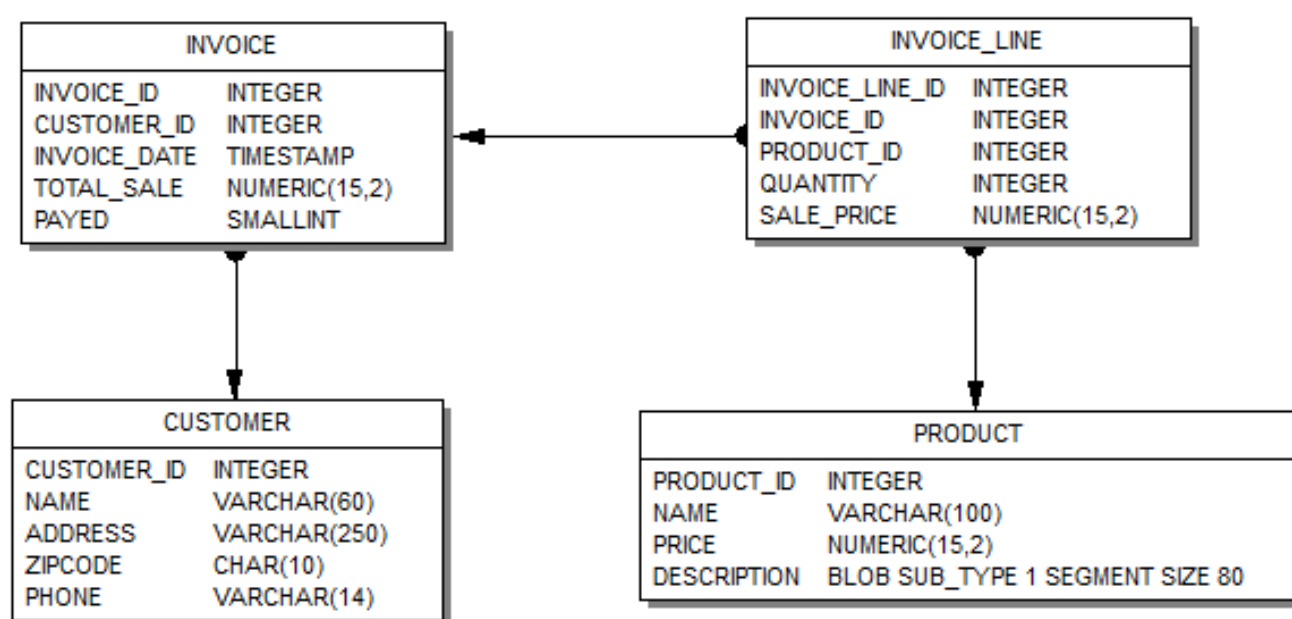 INVOICE
INVOICE_ID INTEGER
CUSTOMER_ID INTEGER
INVOICE_DATE TIMESTAMP
TOTAL_SALE NUMERIC(15,2)
PAYED SMALLINT
INVOICE_LINE
INVOICE_LINE_ID INTEGER
INVOICE_ID INTEGER
PRODUCT_ID INTEGER
QUANTITY INTEGER
SALE_PRICE NUMERIC(15,2)
CUSTOMER
CUSTOMER_ID INTEGER
NAME VARCHAR(60)
ADDRESS VARCHAR(250)
ZIPCODE CHAR(10)
PHONE VARCHAR(14)
PRODUCT
PRODUCT_ID INTEGER
NAME VARCHAR(100)
PRICE NUMERIC(15,2)
DESCRIPTION BLOB SUB_TYPE 1 SEGMENT SIZE 80